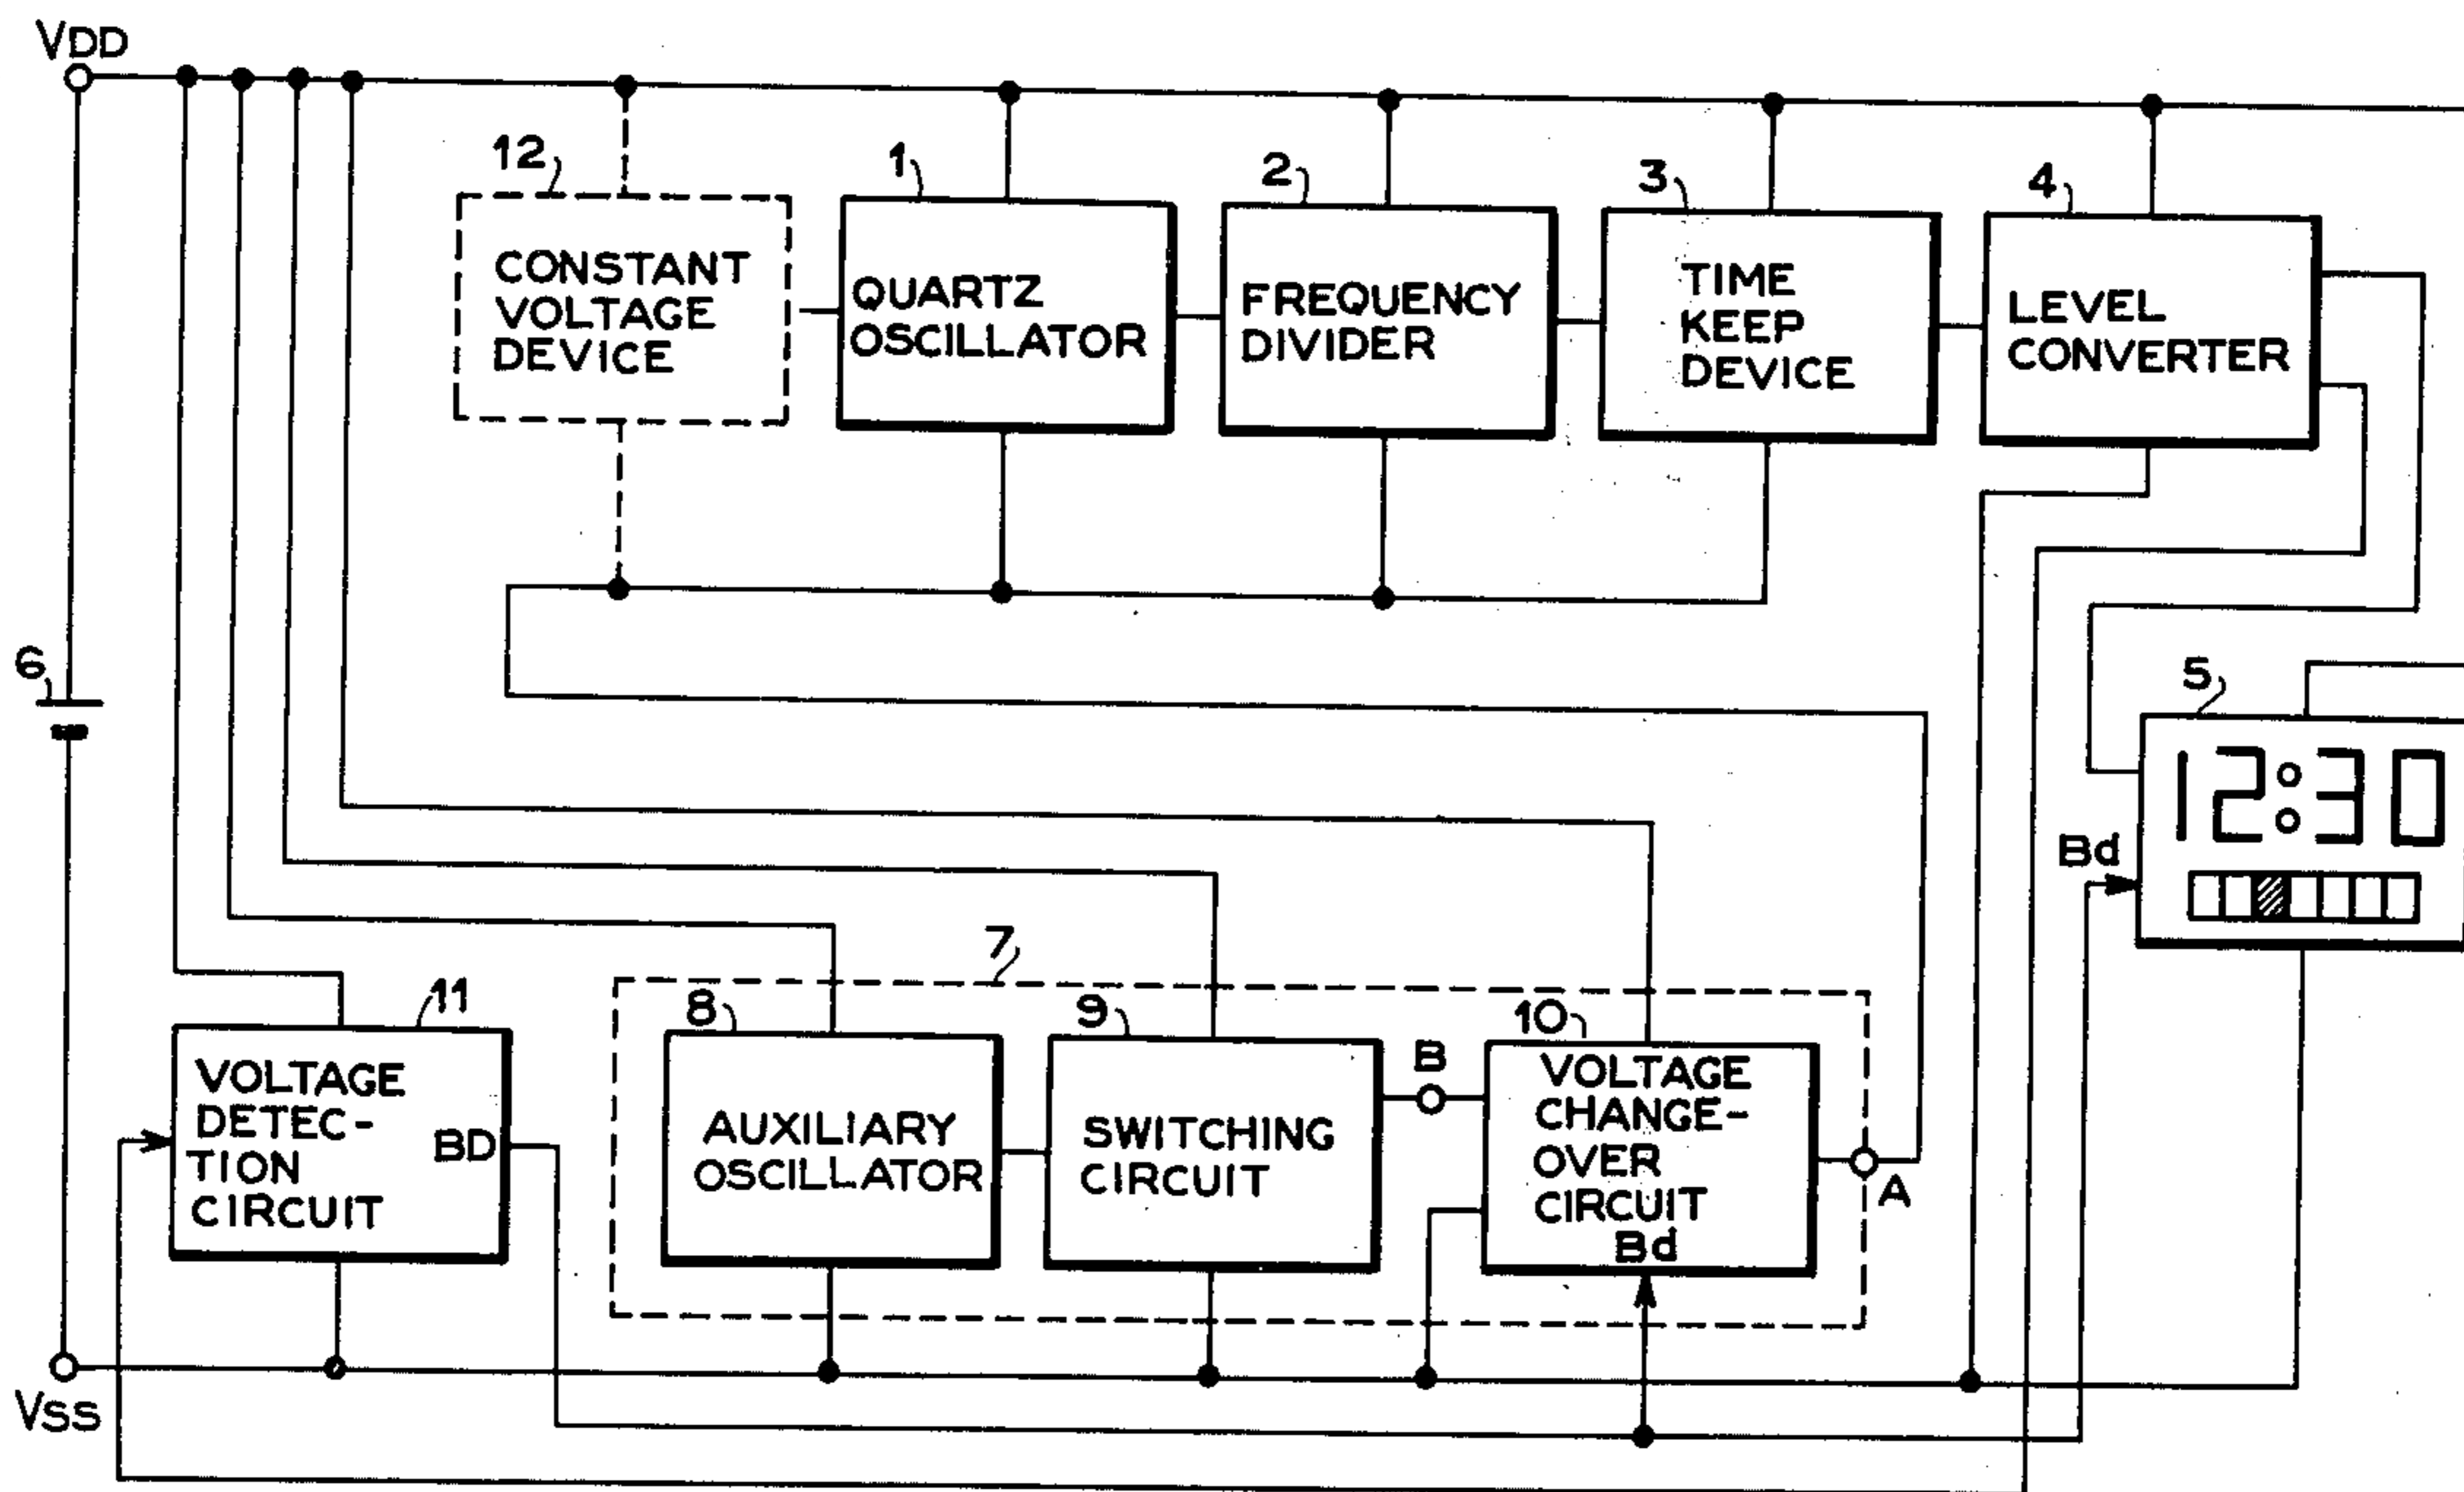 VDD
12
1
2
3
4
CONSTANT
VOLTAGE
DEVICE
QUARTZ
OSCILLATOR
FREQUENCY
DIVIDER
TIME
KEEP
DEVICE
LEVEL
CONVERTER
6
5
12:30
Bd
7
11
8
9
10
B
VOLTAGE
DETEC-
TION
CIRCUIT
BD
AUXILIARY
OSCILLATOR
SWITCHING
CIRCUIT
VOLTAGE
CHANGE-
OVER
CIRCUIT
Bd
A
VSS